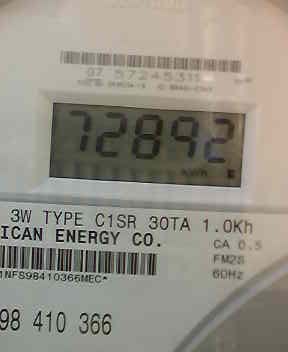 07 57245315
72892
KWH
3W TYPE C1SR 30TA 1.0Kh
ICAN ENERGY CO.
CA 0.5
FM2S
1NFS98410366MEC*
60Hz
98 410 366